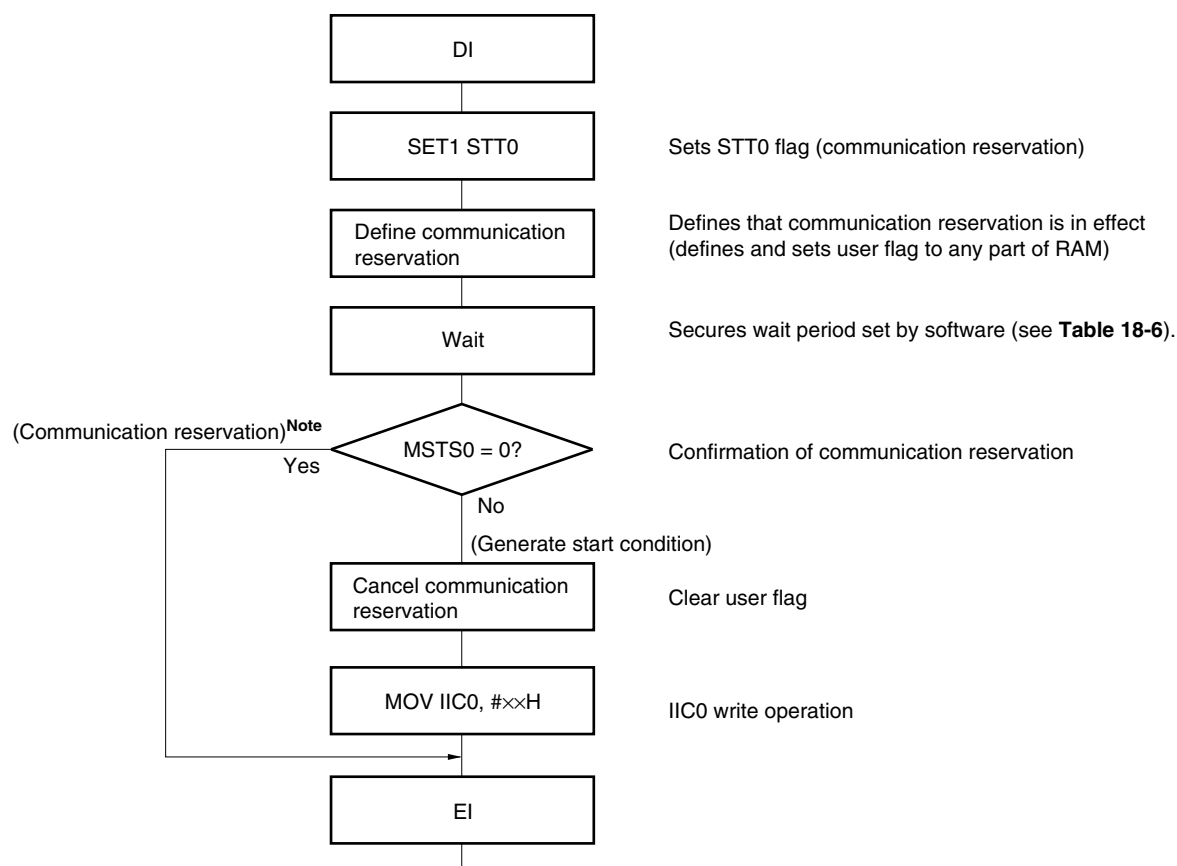 DI
SET1 STT0
Sets STT0 flag (communication reservation)
Define communication
reservation
Defines that communication reservation is in effect
(defines and sets user flag to any part of RAM)
Wait
Secures wait period set by software (see Table 18-6).
(Communication reservation)Note
Yes
MSTS0 = 0?
Confirmation of communication reservation
No
(Generate start condition)
Cancel communication
reservation
Clear user flag
MOV IIC0, #××H
IIC0 write operation
EI